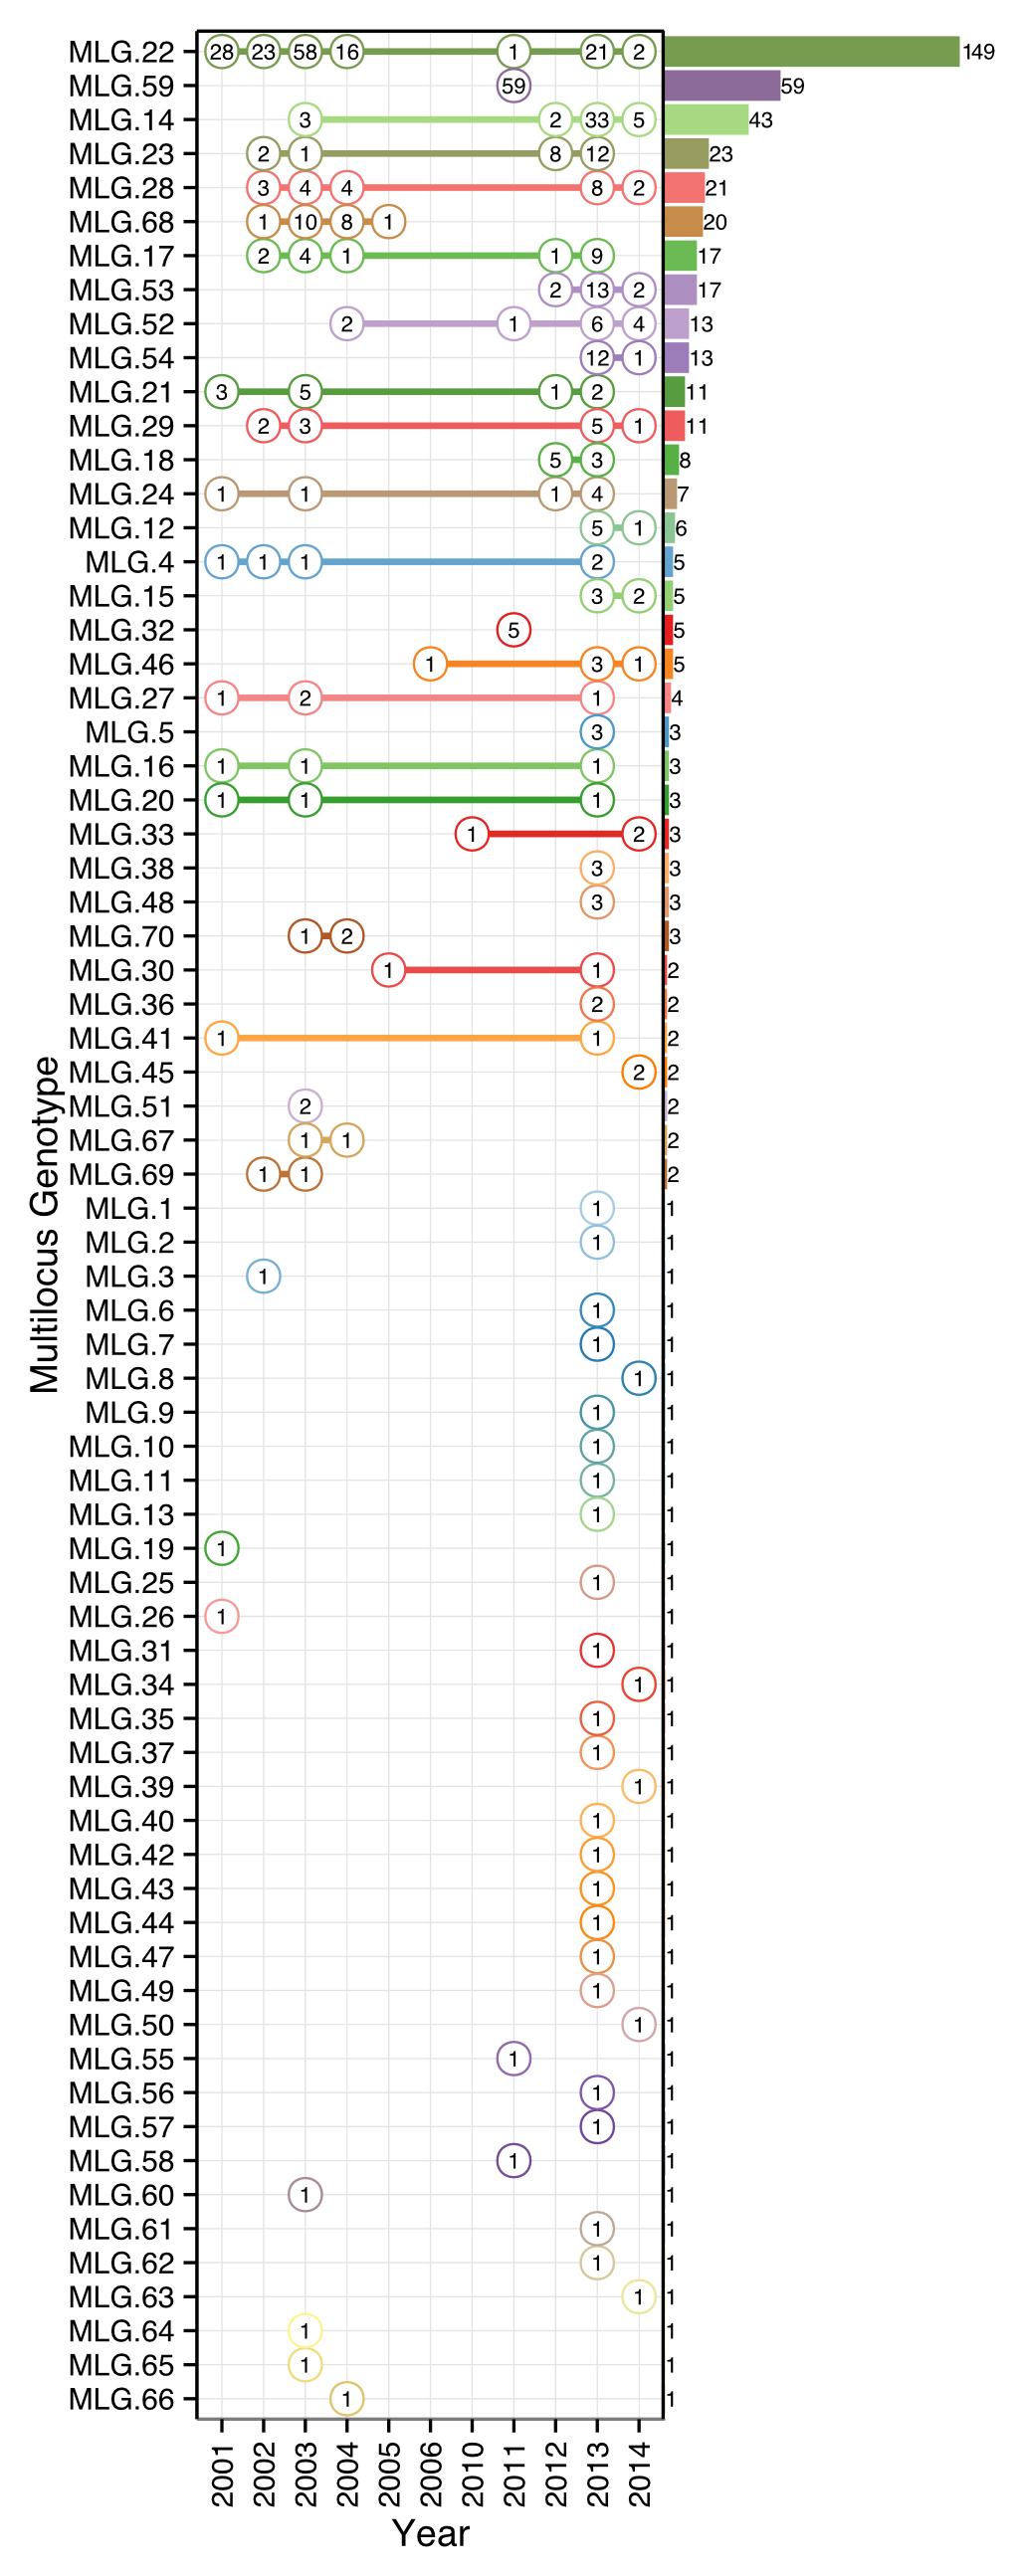 MLG.22 28 23 58 16 1 21 2 149
MLG.59 59 59
MLG.14 3 2 33 5 43
MLG.23 2 1 8 12 23
MLG.28 3 4 4 8 2 21
MLG.68 1 10 8 1 20
MLG.17 2 4 1 1 9 17
MLG.53 2 13 2 17
MLG.52 2 1 6 4 13
MLG.54 12 1 13
MLG.21 3 5 1 2 11
MLG.29 2 3 5 1 11
MLG.18 5 3 8
MLG.24 1 1 1 4 7
MLG.12 5 1 6
MLG.4 1 1 1 2 5
MLG.15 3 2 5
MLG.32 5 5
MLG.46 1 3 1 5
MLG.27 1 2 1 4
MLG.5 3 3
MLG.16 1 1 1 3
MLG.20 1 1 1 3
MLG.33 1 2 3
MLG.38 3 3
MLG.48 3 3
MLG.70 1 2 3
MLG.30 1 1 2
MLG.36 2 2
MLG.41 1 1 2
MLG.45 2 2
MLG.51 2 2
MLG.67 1 1 2
MLG.69 1 1 2
MLG.1 1 1
MLG.2 1 1
MLG.3 1 1
MLG.6 1 1
MLG.7 1 1
MLG.8 1 1
MLG.9 1 1
MLG.10 1 1
MLG.11 1 1
MLG.13 1 1
MLG.19 1 1
MLG.25 1 1
MLG.26 1 1
MLG.31 1 1
MLG.34 1 1
MLG.35 1 1
MLG.37 1 1
MLG.39 1 1
MLG.40 1 1
MLG.42 1 1
MLG.43 1 1
MLG.44 1 1
MLG.47 1 1
MLG.49 1 1
MLG.50 1 1
MLG.55 1 1
MLG.56 1 1
MLG.57 1 1
MLG.58 1 1
MLG.60 1 1
MLG.61 1 1
MLG.62 1 1
MLG.63 1 1
MLG.64 1 1
MLG.65 1 1
MLG.66 1 1
Multilocus Genotype
2001 2002 2003 2004 2005 2006 2010 2011 2012 2013 2014
Year